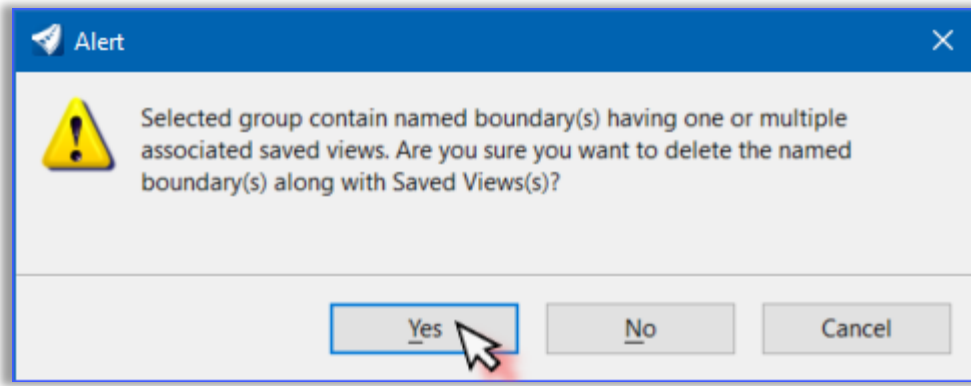 Alert
Selected group contain named boundary(s) having one or multiple
associated saved views. Are you sure you want to delete the named
boundary(s) along with Saved Views(s)?
Yes No Cancel